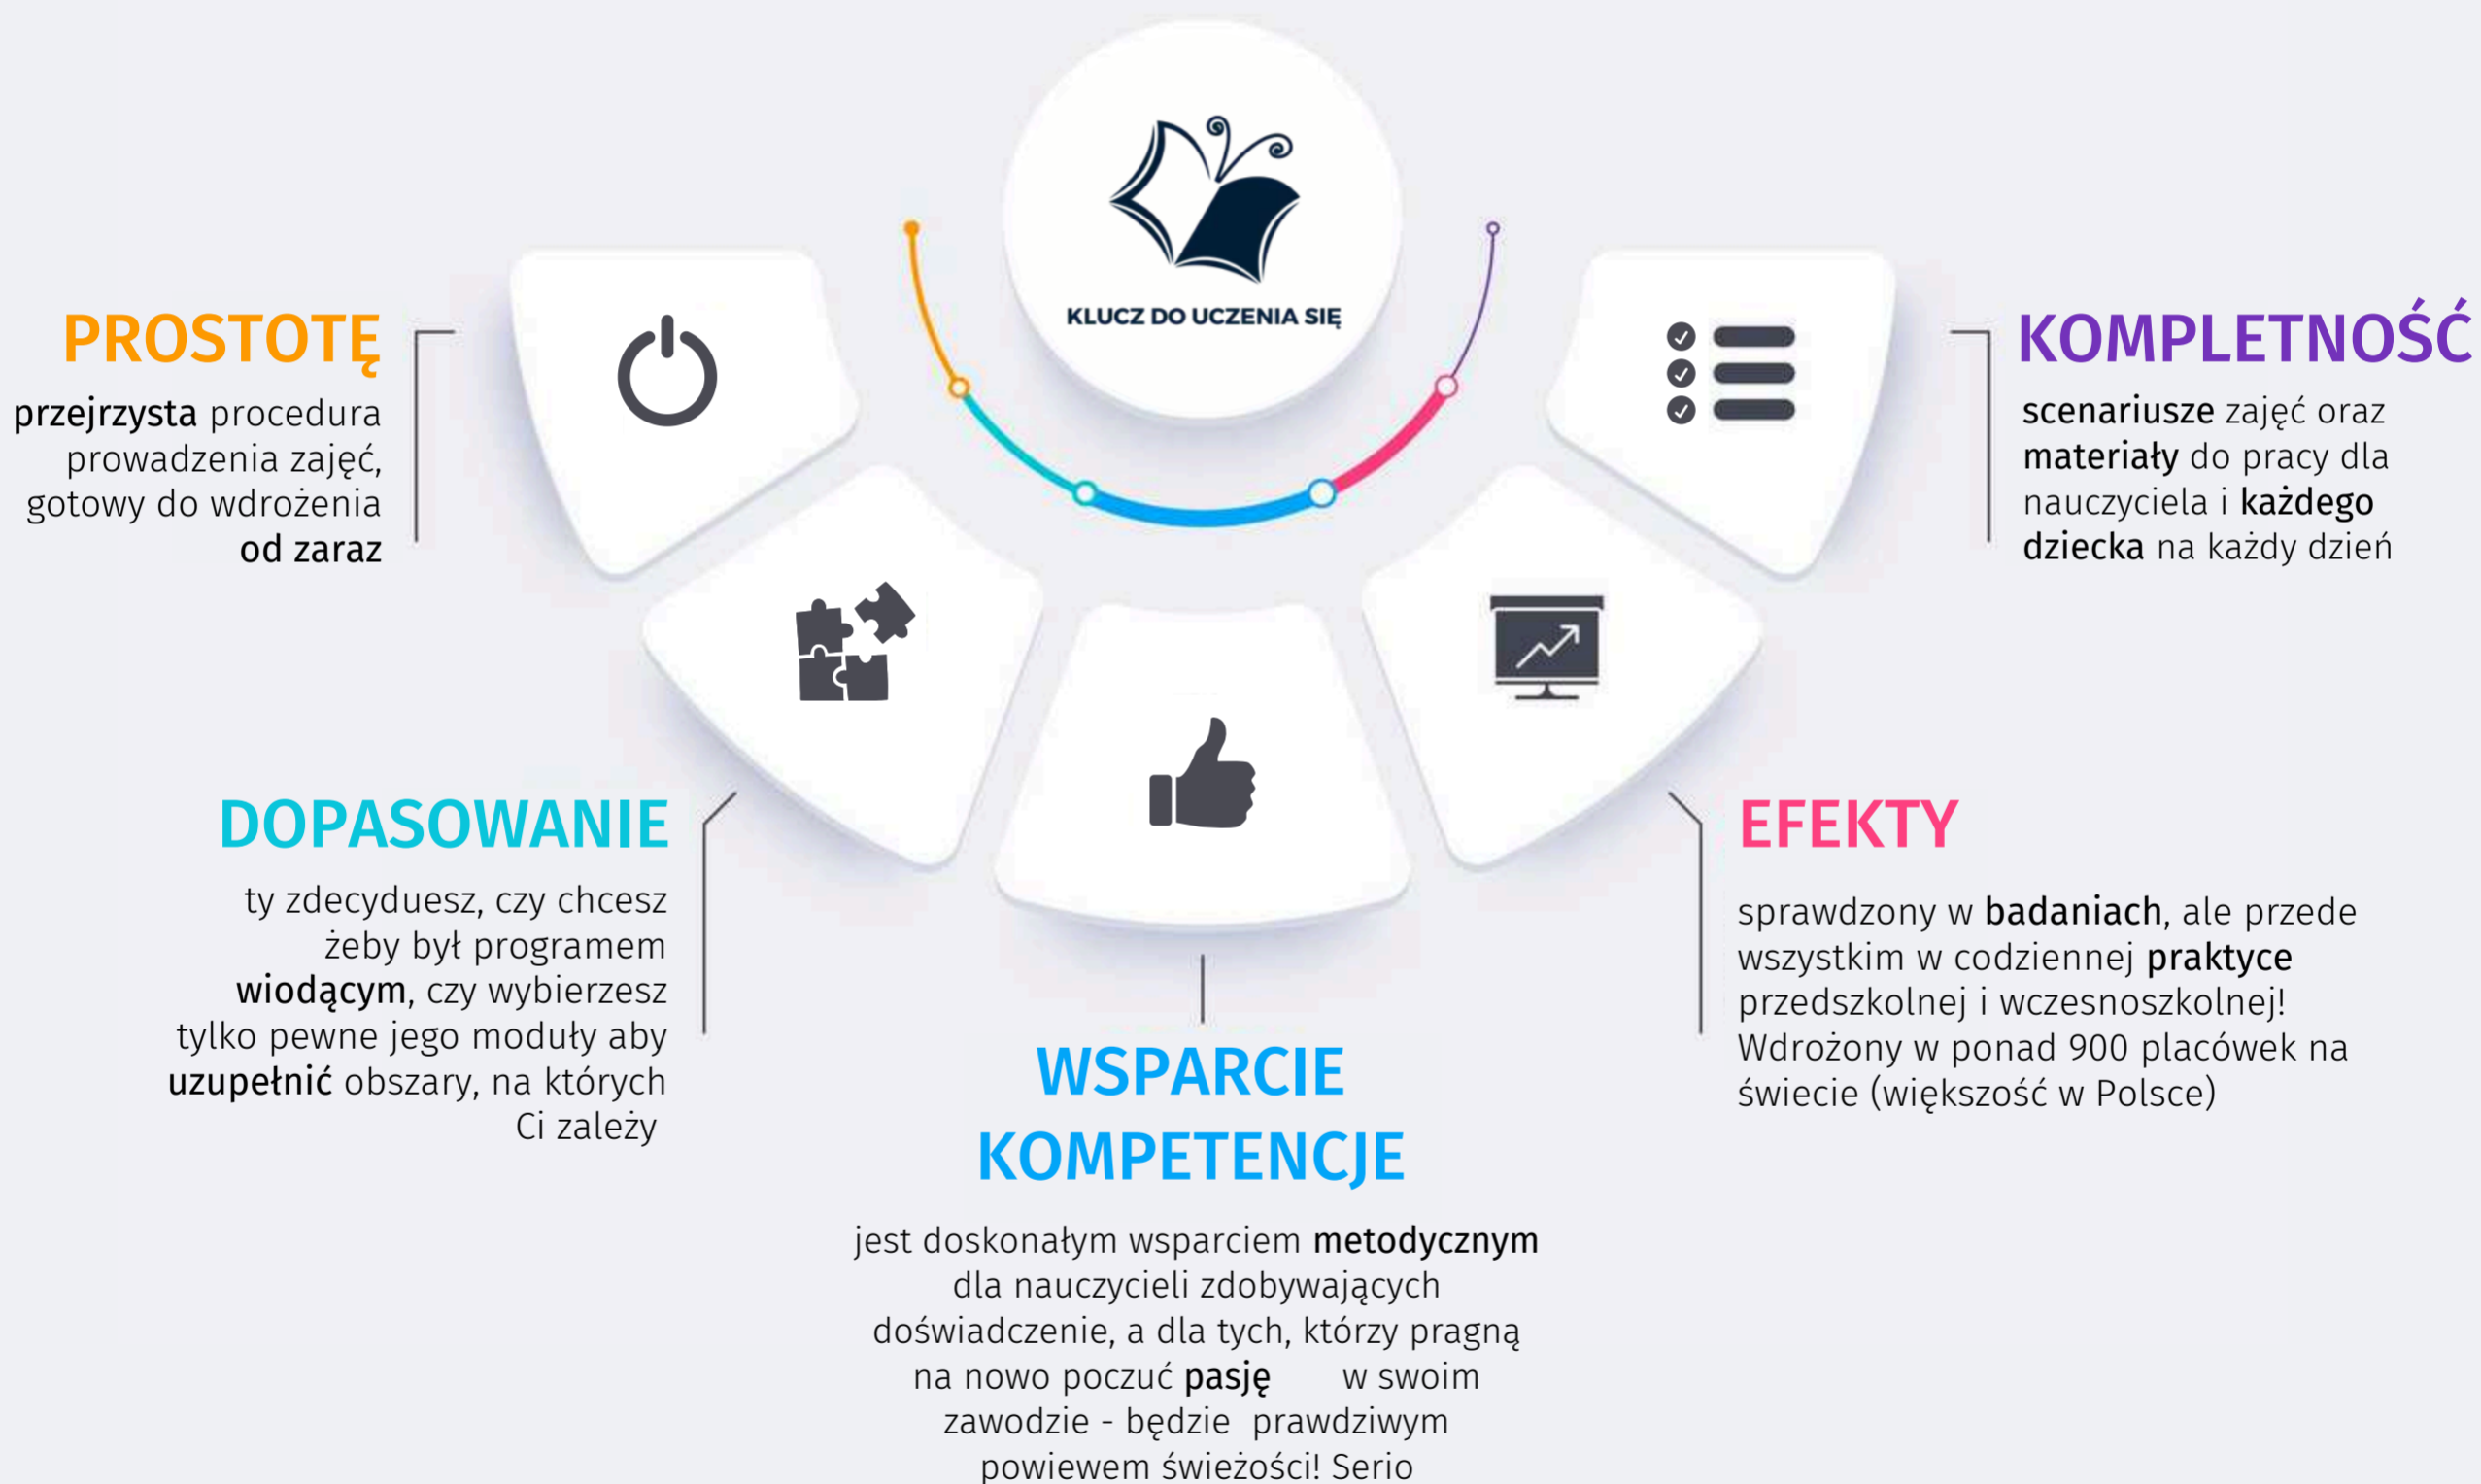 KLUCZ DO UCZENIA SIĘ
PROSTOTĘ
przejrzysta procedura
prowadzenia zajęć,
gotowy do wdrożenia
od zaraz
DOPASOWANIE
ty zdecyduesz, czy chcesz
żeby był programem
wiodącym, czy wybierzesz
tylko pewne jego moduły aby
uzupełnić obszary, na których
Ci zależy
WSPARCIE
KOMPETENCJE
jest doskonałym wsparciem metodycznym
dla nauczycieli zdobywających
doświadczenie, a dla tych, którzy pragną
na nowo poczuć pasję w swoim
zawodzie - będzie prawdziwym
powiewem świeżości! Serio
EFEKTY
sprawdzony w badaniach, ale przede
wszystkim w codziennej praktyce
przedszkolnej i wczesnoszkolnej!
Wdrożony w ponad 900 placówek na
świecie (większość w Polsce)
KOMPLETNOŚĆ
scenariusze zajęć oraz
materiały do pracy dla
nauczyciela i każdego
dziecka na każdy dzień